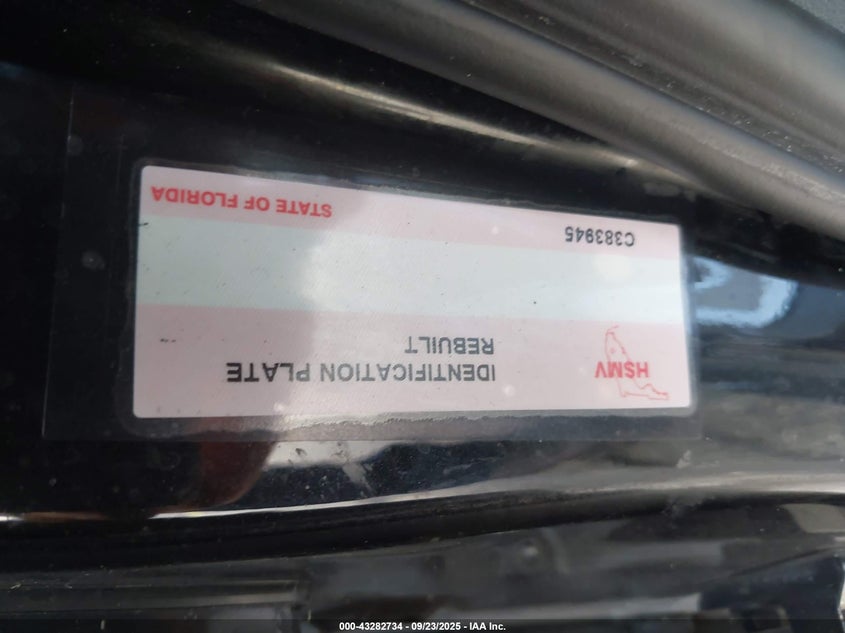 HSMV
IDENTIFICATION PLATE
REBUILT
C383945
STATE OF FLORIDA
000-43282734 - 09/23/2025 - IAA Inc.